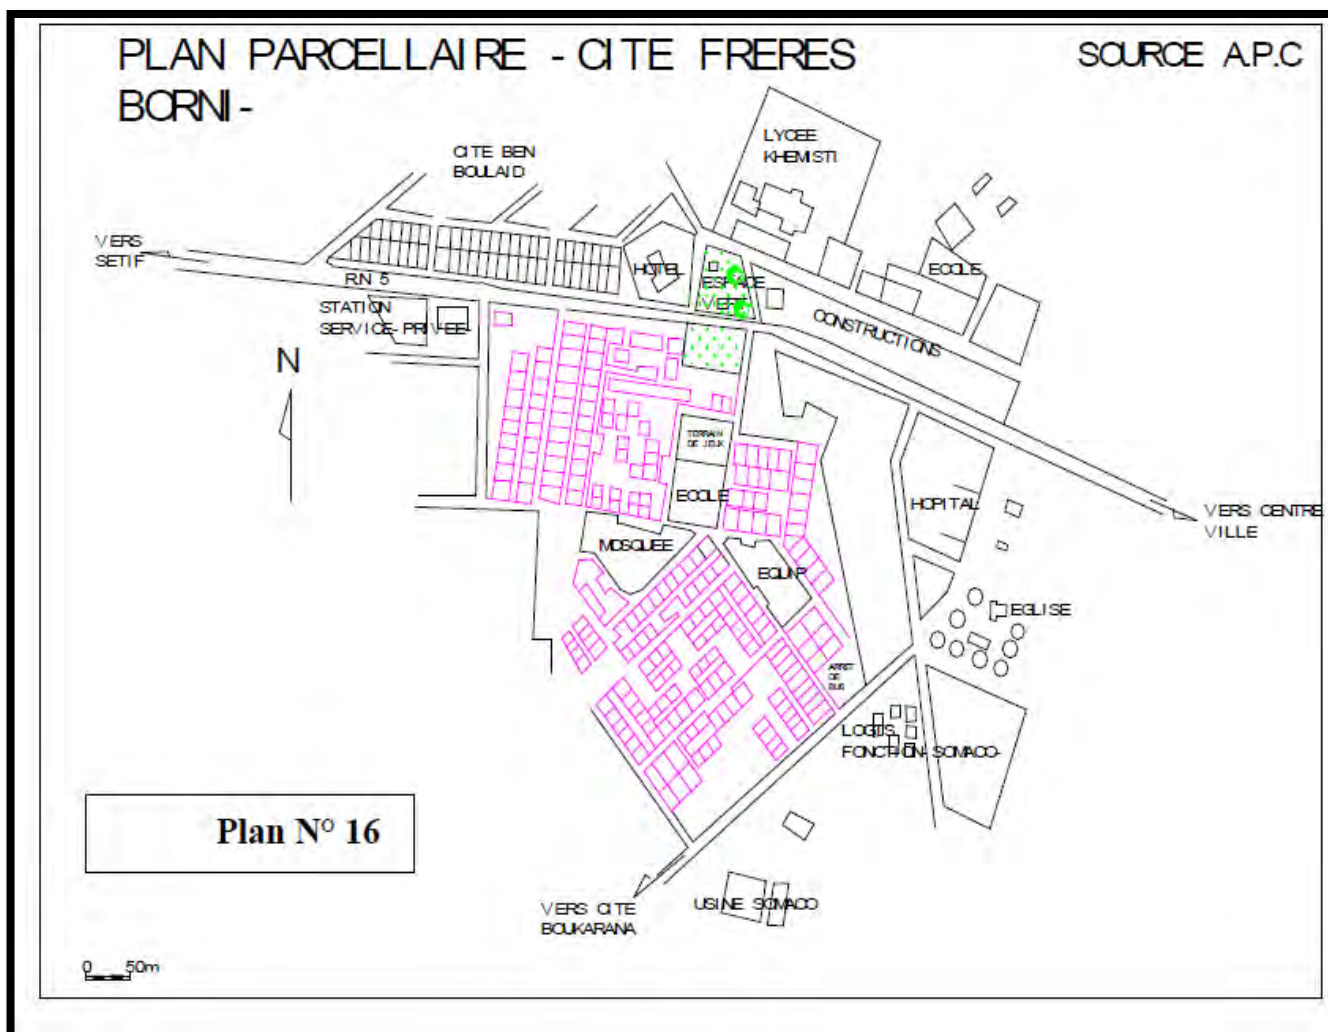 PLAN PARCELLAIRE - CITE FRERES
BORNI -
SOURCE A.P.C
LYCEE
KHEMISTI
CITE BEN
BOULAID
VERS
SETIF
HOTEL
ESPACE
VERT
ECOLE
RN 5
STATION
SERVICE-PRIVEE-
CONSTRUCTIONS
N
TERRAIN
DE JEUX
ECOLE
HOPITAL
VERS CENTRE
VILLE
MOSQUEE
EQUIP
EGLISE
ARRET
DE
BUS
LOGTS
FONCTION-SOMACO-
Plan N° 16
VERS CITE
BOUKARANA
USINE SOMACO
0 50m